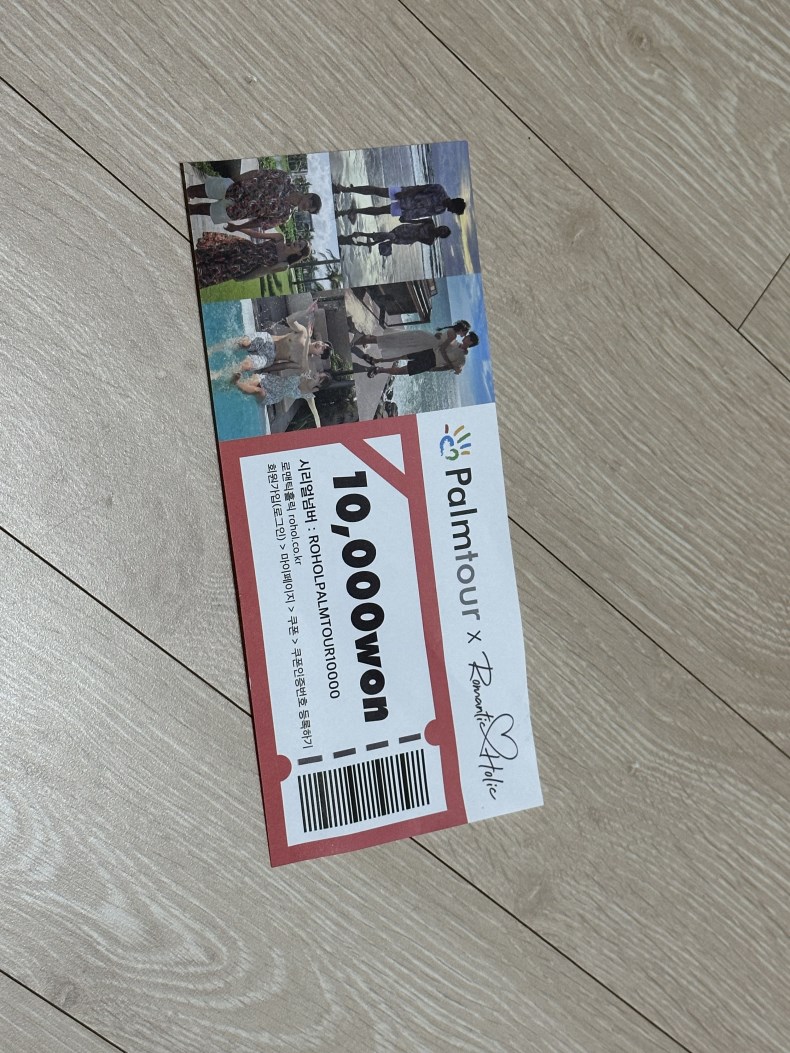 Palmtour x Romantic Holic
10,000won
시리얼넘버 : ROHOLPALMTOUR10000
로맨틱홀릭 rohol.co.kr
회원가입(로그인) > 마이페이지 > 쿠폰 > 쿠폰인증번호 등록하기